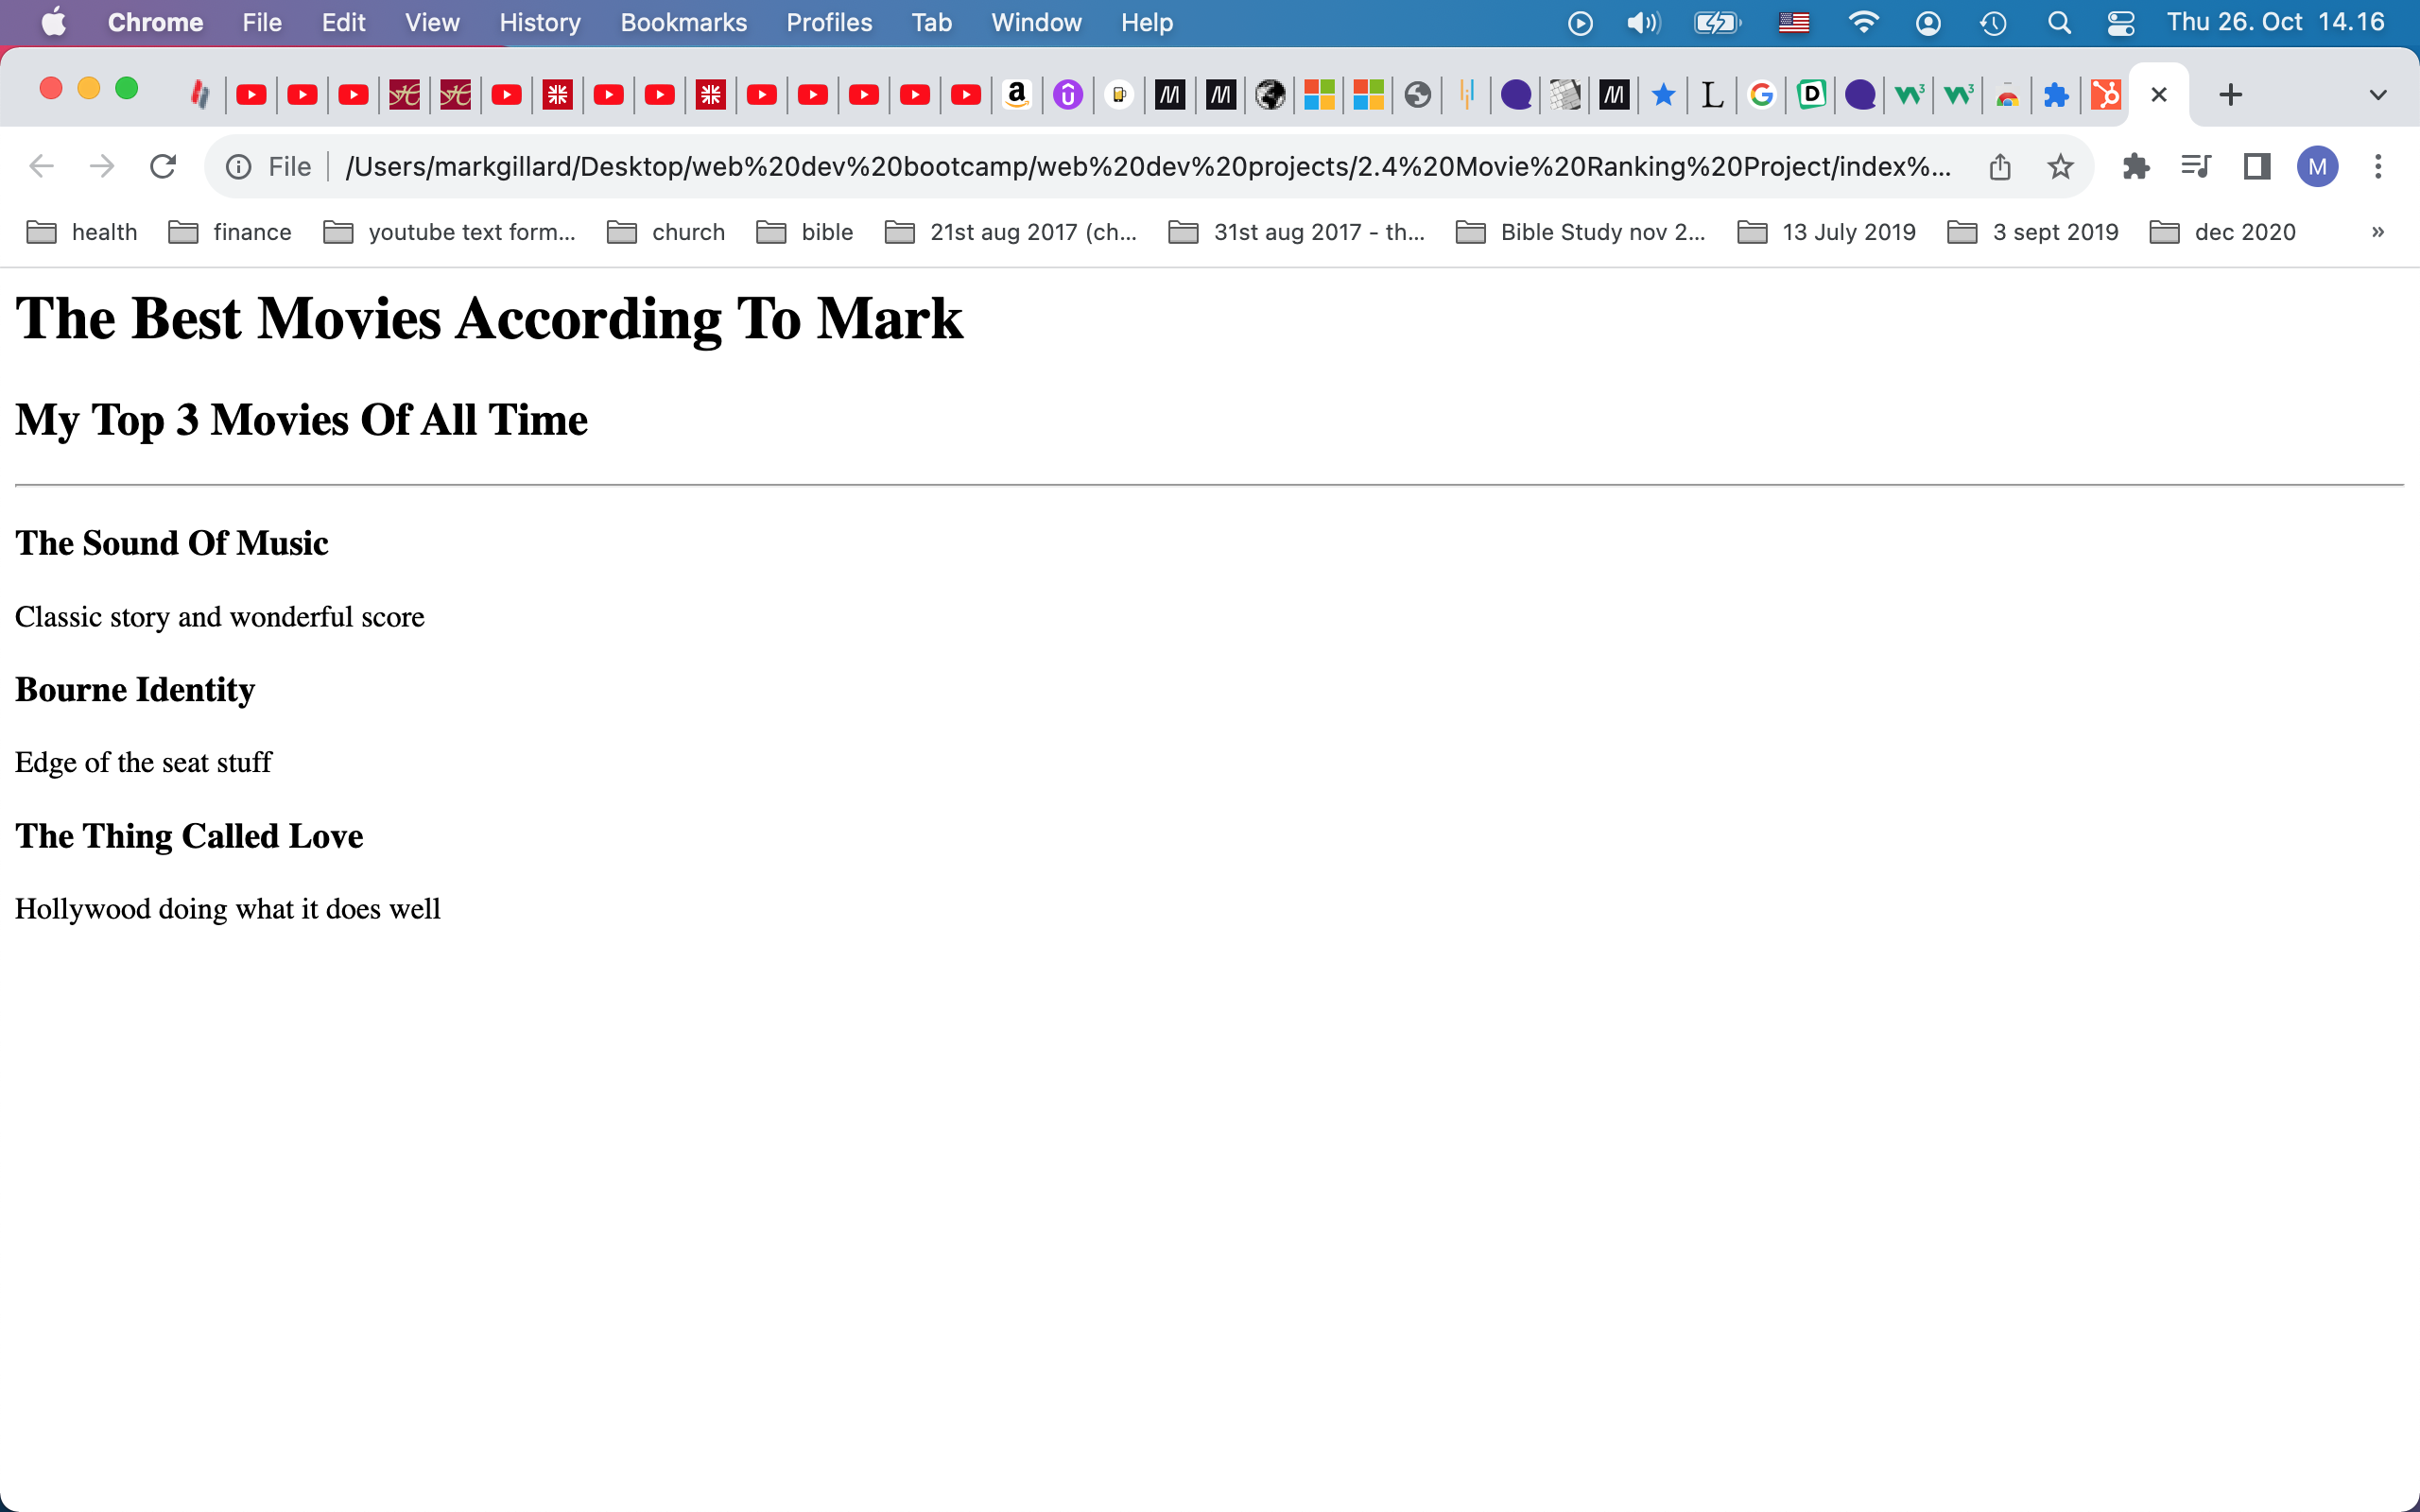 Chrome File Edit View History Bookmarks Profiles Tab Window Help Thu 26. Oct 14.16
File /Users/markgillard/Desktop/web%20dev%20bootcamp/web%20dev%20projects/2.4%20Movie%20Ranking%20Project/index%... M
health finance youtube text form... church bible 21st aug 2017 (ch... 31st aug 2017 - th... Bible Study nov 2... 13 July 2019 3 sept 2019 dec 2020 »
The Best Movies According To Mark
My Top 3 Movies Of All Time
The Sound Of Music
Classic story and wonderful score
Bourne Identity
Edge of the seat stuff
The Thing Called Love
Hollywood doing what it does well